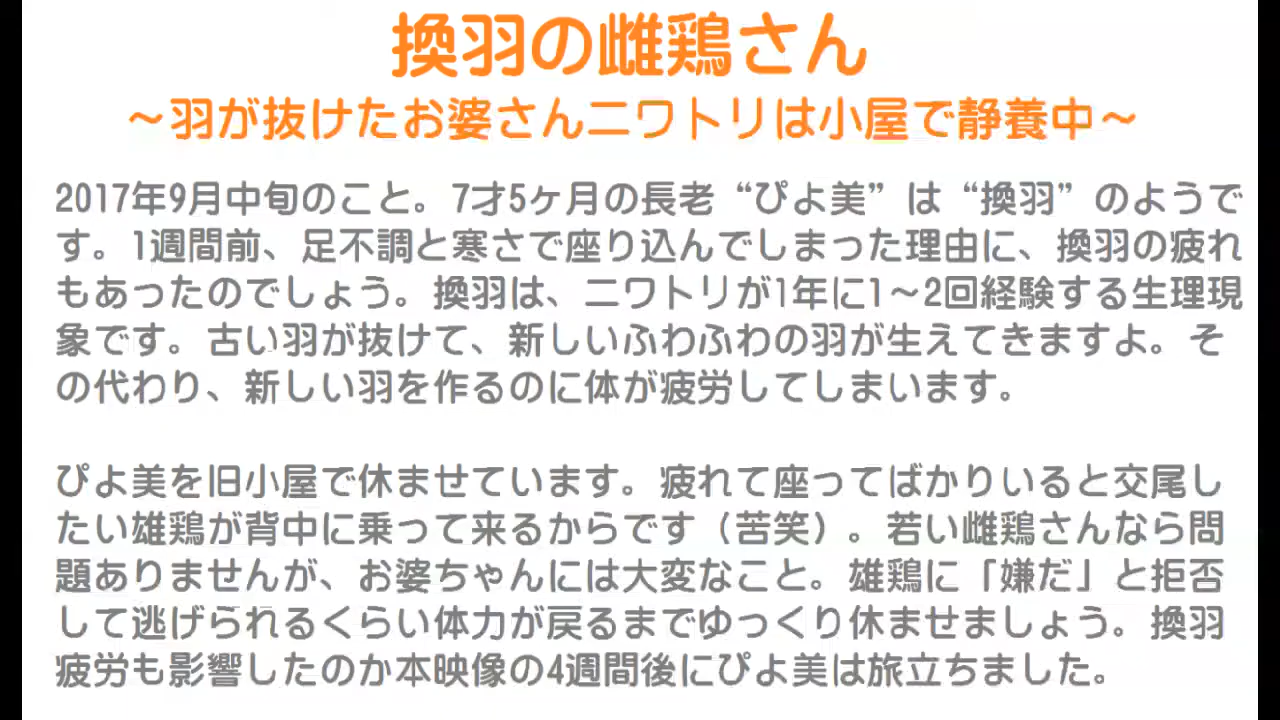 換羽の雌鶏さん
～羽が抜けたお婆さんニワトリは小屋で静養中～
2017年9月中旬のこと。7才5ヶ月の長老“ぴよ美”は“換羽”のようで
す。1週間前、足不調と寒さで座り込んでしまった理由に、換羽の疲れ
もあったのでしょう。換羽は、ニワトリが1年に1～2回経験する生理現
象です。古い羽が抜けて、新しいふわふわの羽が生えてきますよ。そ
の代わり、新しい羽を作るのに体が疲労してしまいます。
ぴよ美を旧小屋で休ませています。疲れて座ってばかりいると交尾し
たい雄鶏が背中に乗って来るからです（苦笑）。若い雌鶏さんなら問
題ありませんが、お婆ちゃんには大変なこと。雄鶏に「嫌だ」と拒否
して逃げられるくらい体力が戻るまでゆっくり休ませましょう。換羽
疲労も影響したのか本映像の4週間後にぴよ美は旅立ちました。